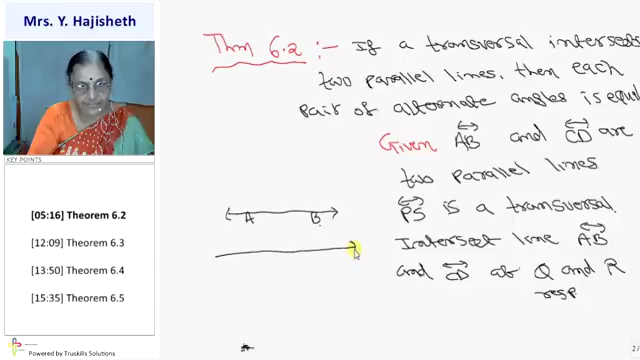 Mrs. Y. Hajisheth
KEY POINTS
[05:16] Theorem 6.2
[12:09] Theorem 6.3
[13:50] Theorem 6.4
[15:35] Theorem 6.5
Powered by Truskills Solutions
Thm 6.2 :- If a transversal intersects
two parallel lines, then each
pair of alternate angles is equal
Given AB and CD are
two parallel lines
PS is a transversal
Intersect line AB
and CD at Q and R
resp
A B
2/